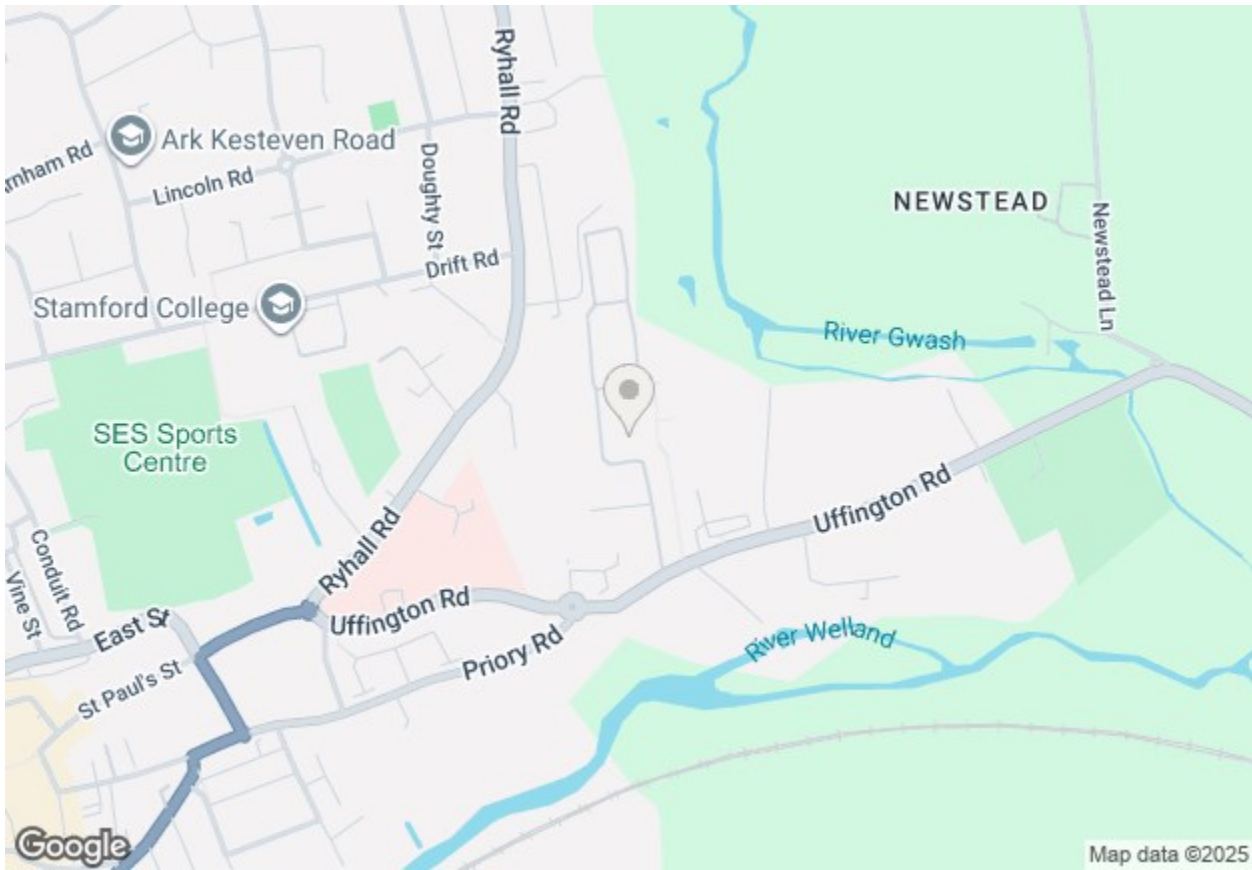 Ryhall Rd
Ark Kesteven Road
rnham Rd
Lincoln Rd
Doughty St
NEWSTEAD
Newstead Ln
Drift Rd
Stamford College
River Gwash
SES Sports
Centre
Uffington Rd
Ryhall Rd
Conduit Rd
Vine St
East St
Uffington Rd
River Welland
Priory Rd
St Paul's St
Google
Map data ©2025